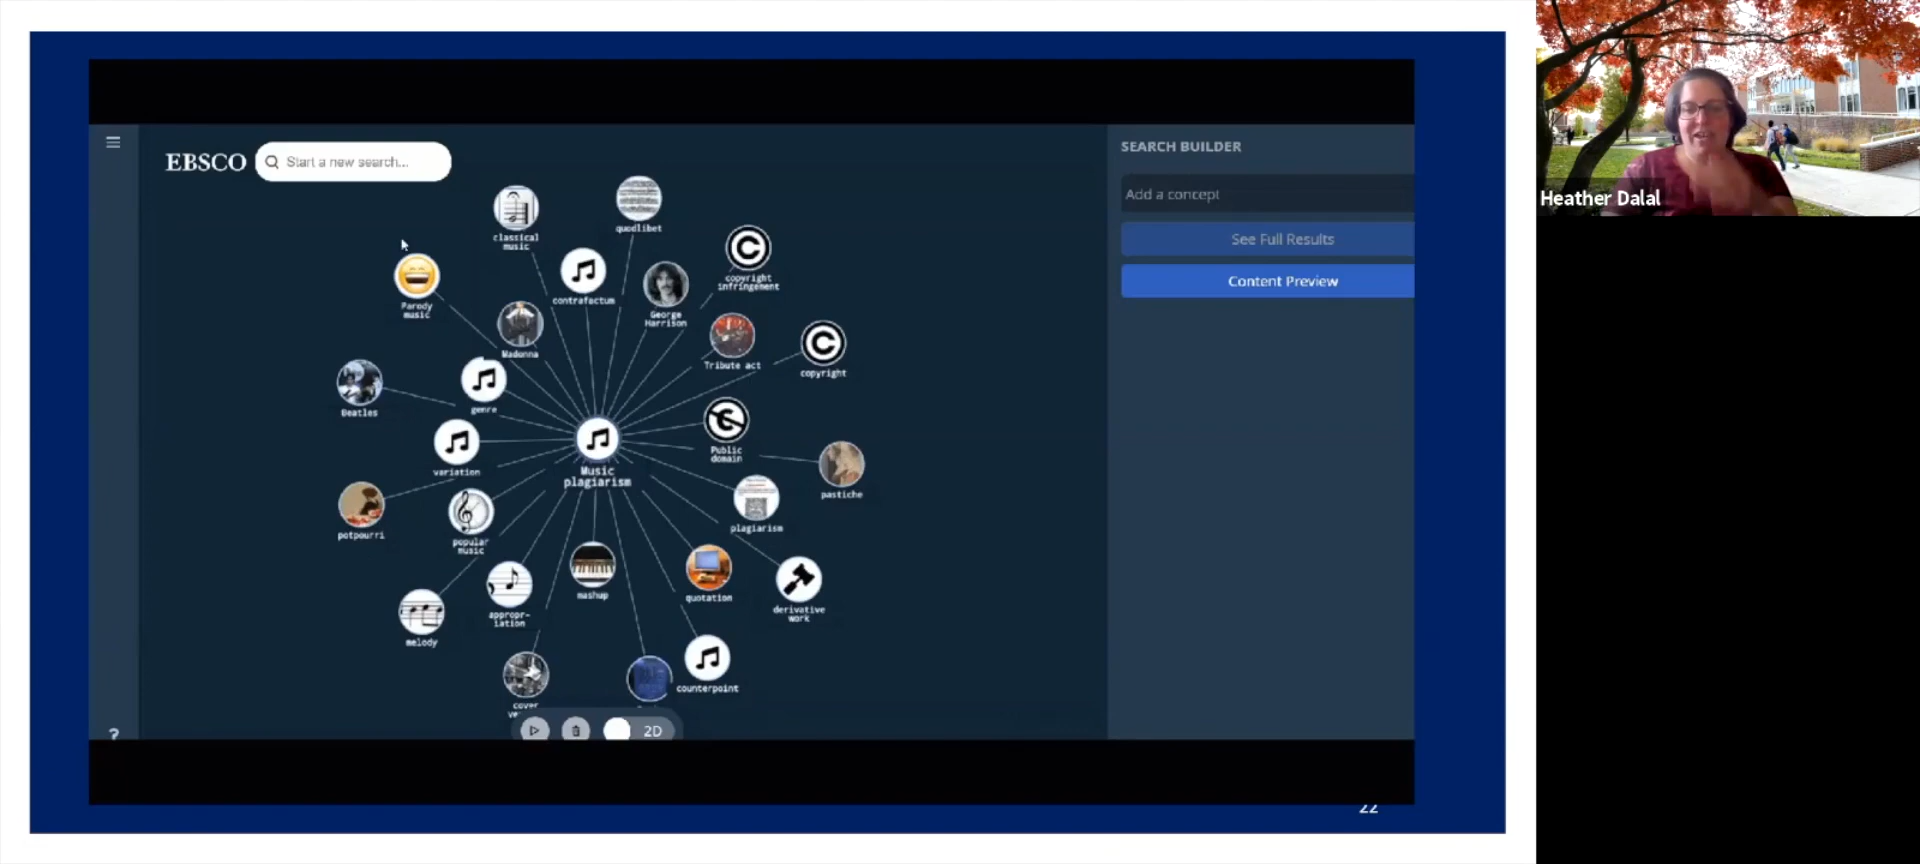 EBSCO
Start a new search...
SEARCH BUILDER
Add a concept
See Full Results
Content Preview
classical
music
quodlibet
copyright
infringement
contrafactum
Parody
music
George
Harrison
Madonna
Tribute act
copyright
Beatles
genre
Public
domain
variation
Music
plagiarism
pastiche
plagiarism
potpourri
popular
music
mashup
quotation
derivative
work
appropr-
iation
melody
counterpoint
cover
2D
?
22
Heather Dalal